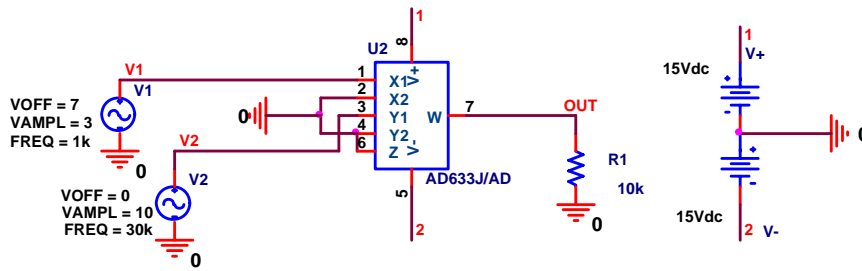 1
U2
8
V1
V1
VOFF = 7
VAMPL = 3
FREQ = 1k
0
0
V2
V2
VOFF = 0
VAMPL = 10
FREQ = 30k
0
1
2
3
4
6
X1
X2
Y1
Y2
Z
V+
V-
W
7
5
AD633J/AD
2
OUT
R1
10k
0
1
V+
15Vdc
+
-
0
+
-
15Vdc
2
V-